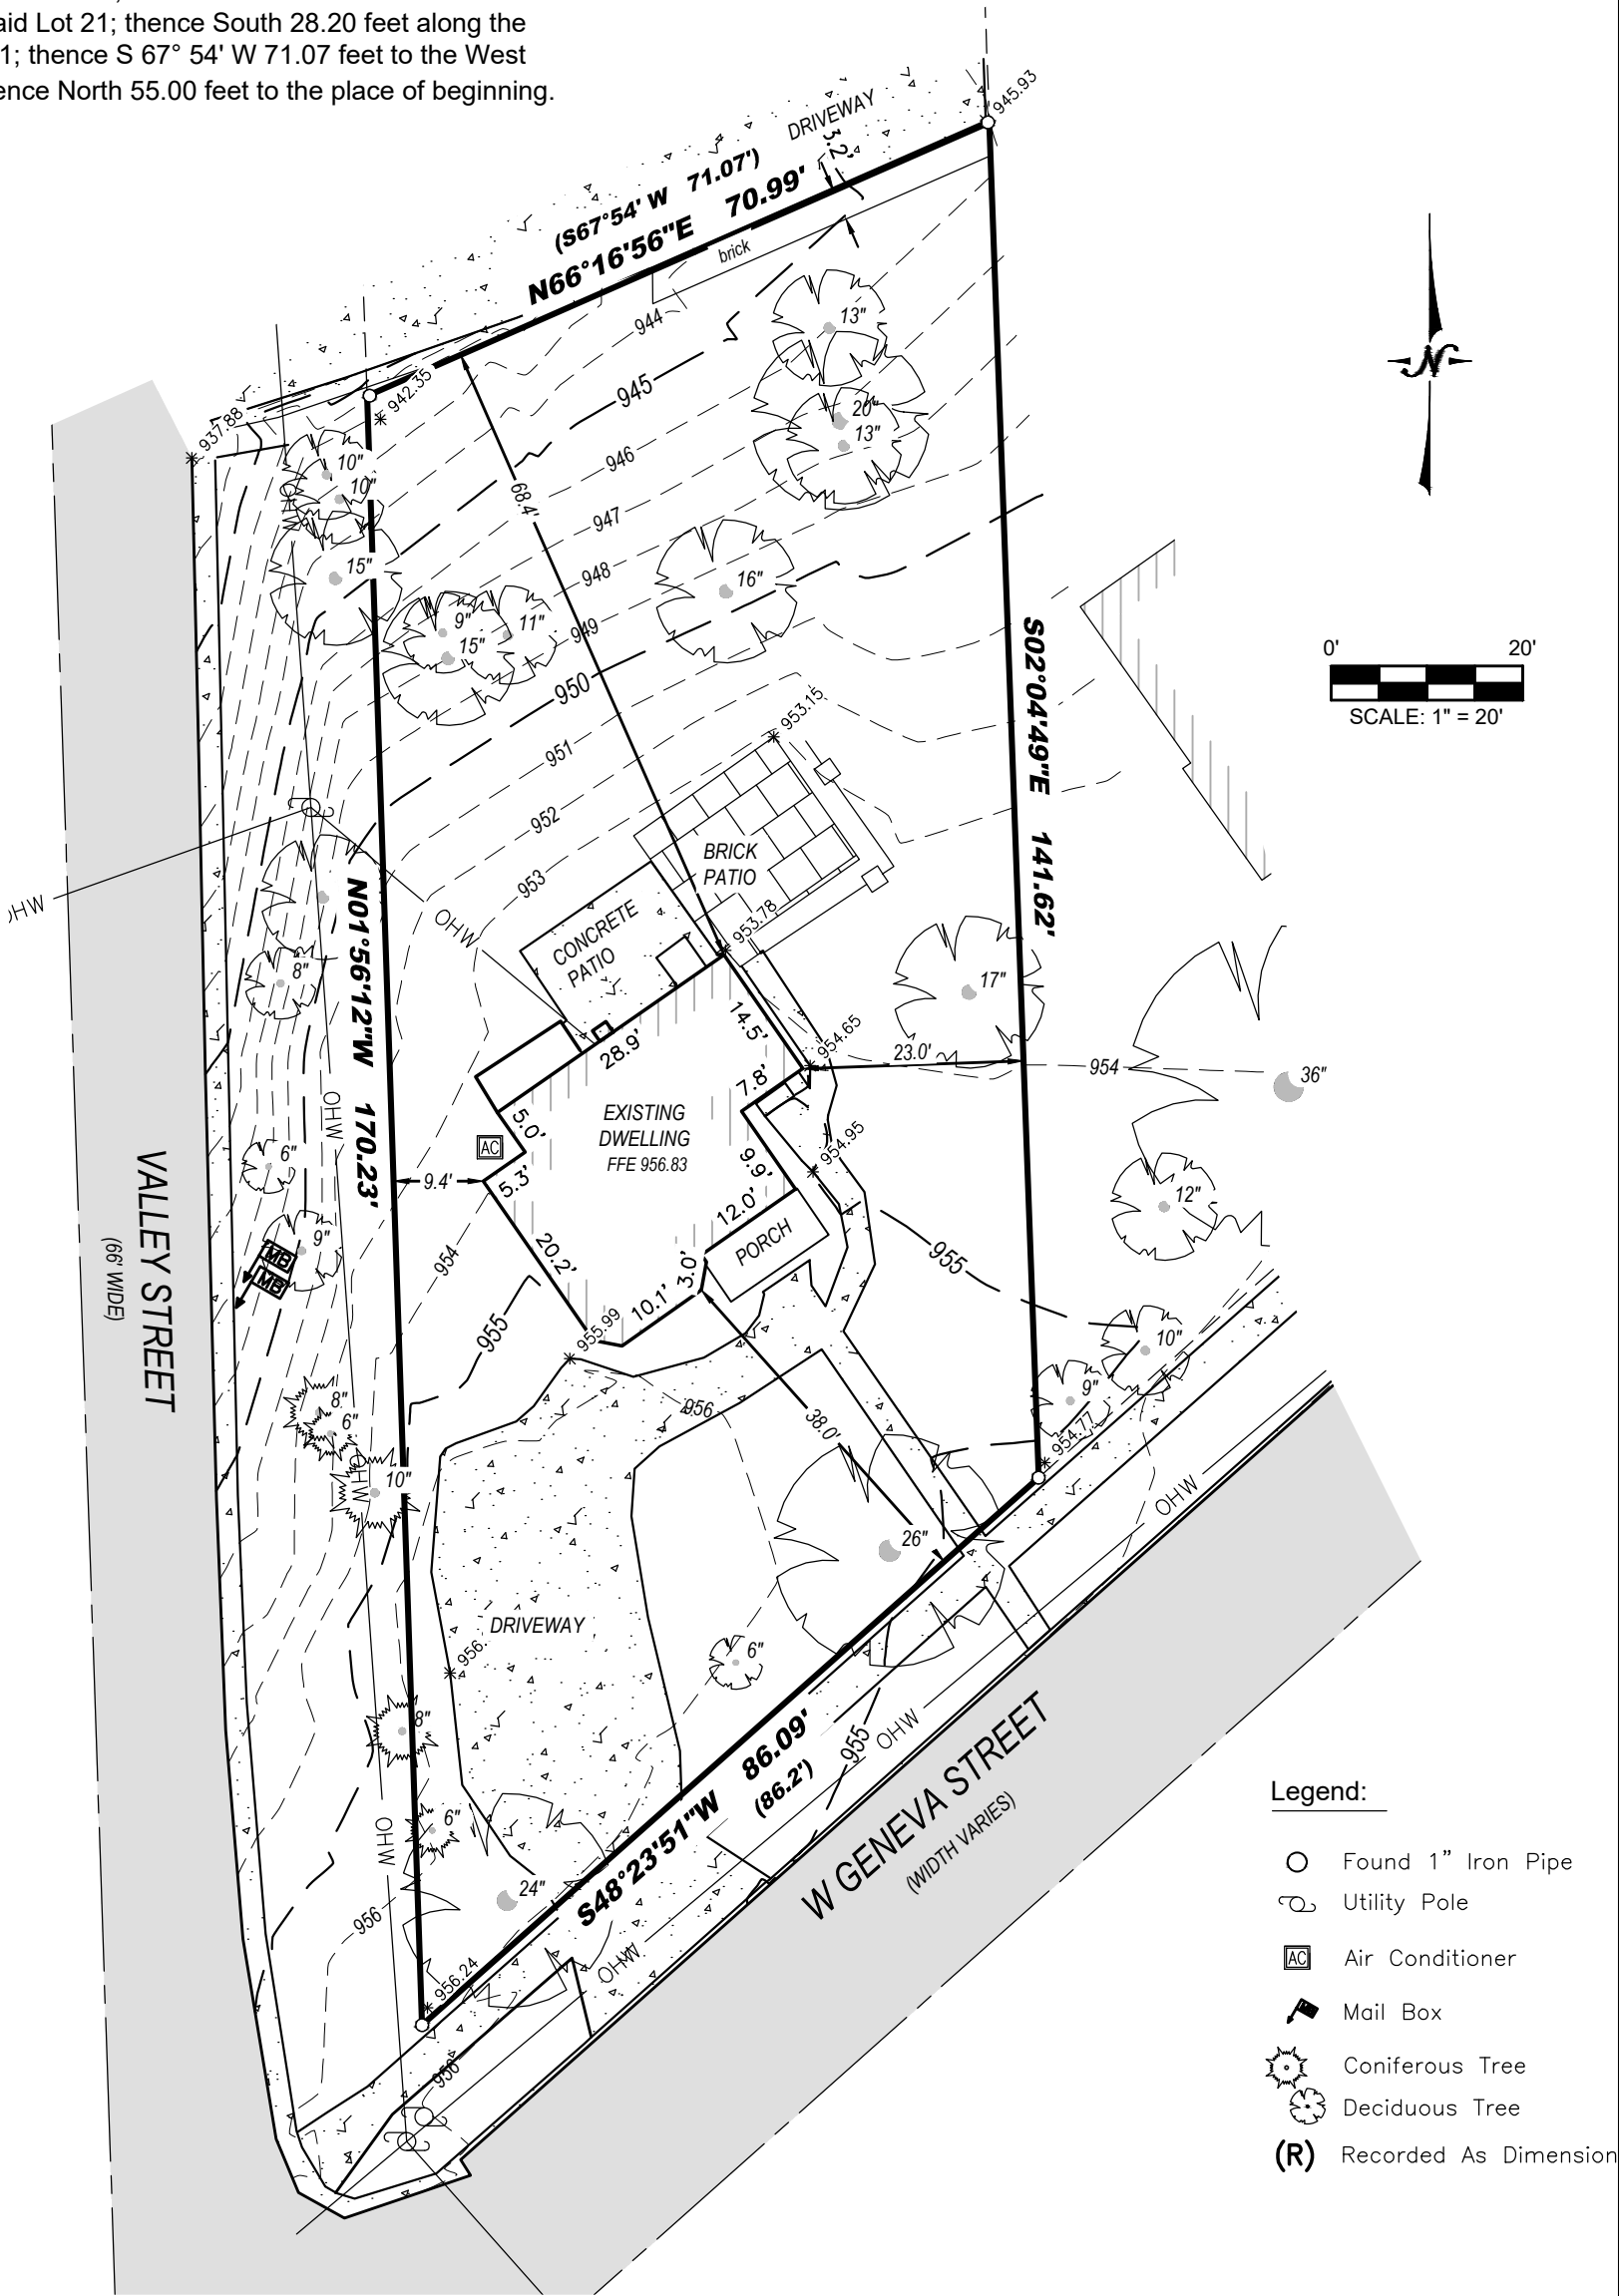 aid Lot 21; thence South 28.20 feet along the
1; thence S 67° 54' W 71.07 feet to the West
ence North 55.00 feet to the place of beginning.
945.93
DRIVEWAY
3.2'
(S67°54' W 71.07')
N66°16'56"E 70.99'
brick
944
13"
942.35
945
937.88
20"
13"
10"
10"
946
68.4'
OHW
947
15"
948
16"
9"
11"
15"
949
950
N
0' 20'
SCALE: 1" = 20'
S02°04'49"E 141.62'
953.15
951
952
BRICK
PATIO
953
OHW
OHW
CONCRETE
PATIO
953.78
N01°56'12"W 170.23'
8"
17"
14.5'
28.9'
954.65
23.0'
954
36"
7.8'
OHW
EXISTING
DWELLING
FFE 956.83
5.0'
AC
954.95
6"
9.4'
5.3'
9.9'
12.0'
12"
VALLEY STREET
(66' WIDE)
9"
MB
MB
954
20.2'
PORCH
3.0'
10.1'
955
955
955.99
10"
8"
6"
9"
956
38.0'
954.77
OHW
10"
OHW
26"
DRIVEWAY
6"
956.
8"
S48°23'51"W 86.09'
(86.2')
955
OHW
W GENEVA STREET
(WIDTH VARIES)
6"
OHW
24"
956
956.24
OHW
956
Legend:
Found 1” Iron Pipe
Utility Pole
AC Air Conditioner
Mail Box
Coniferous Tree
Deciduous Tree
(R) Recorded As Dimension